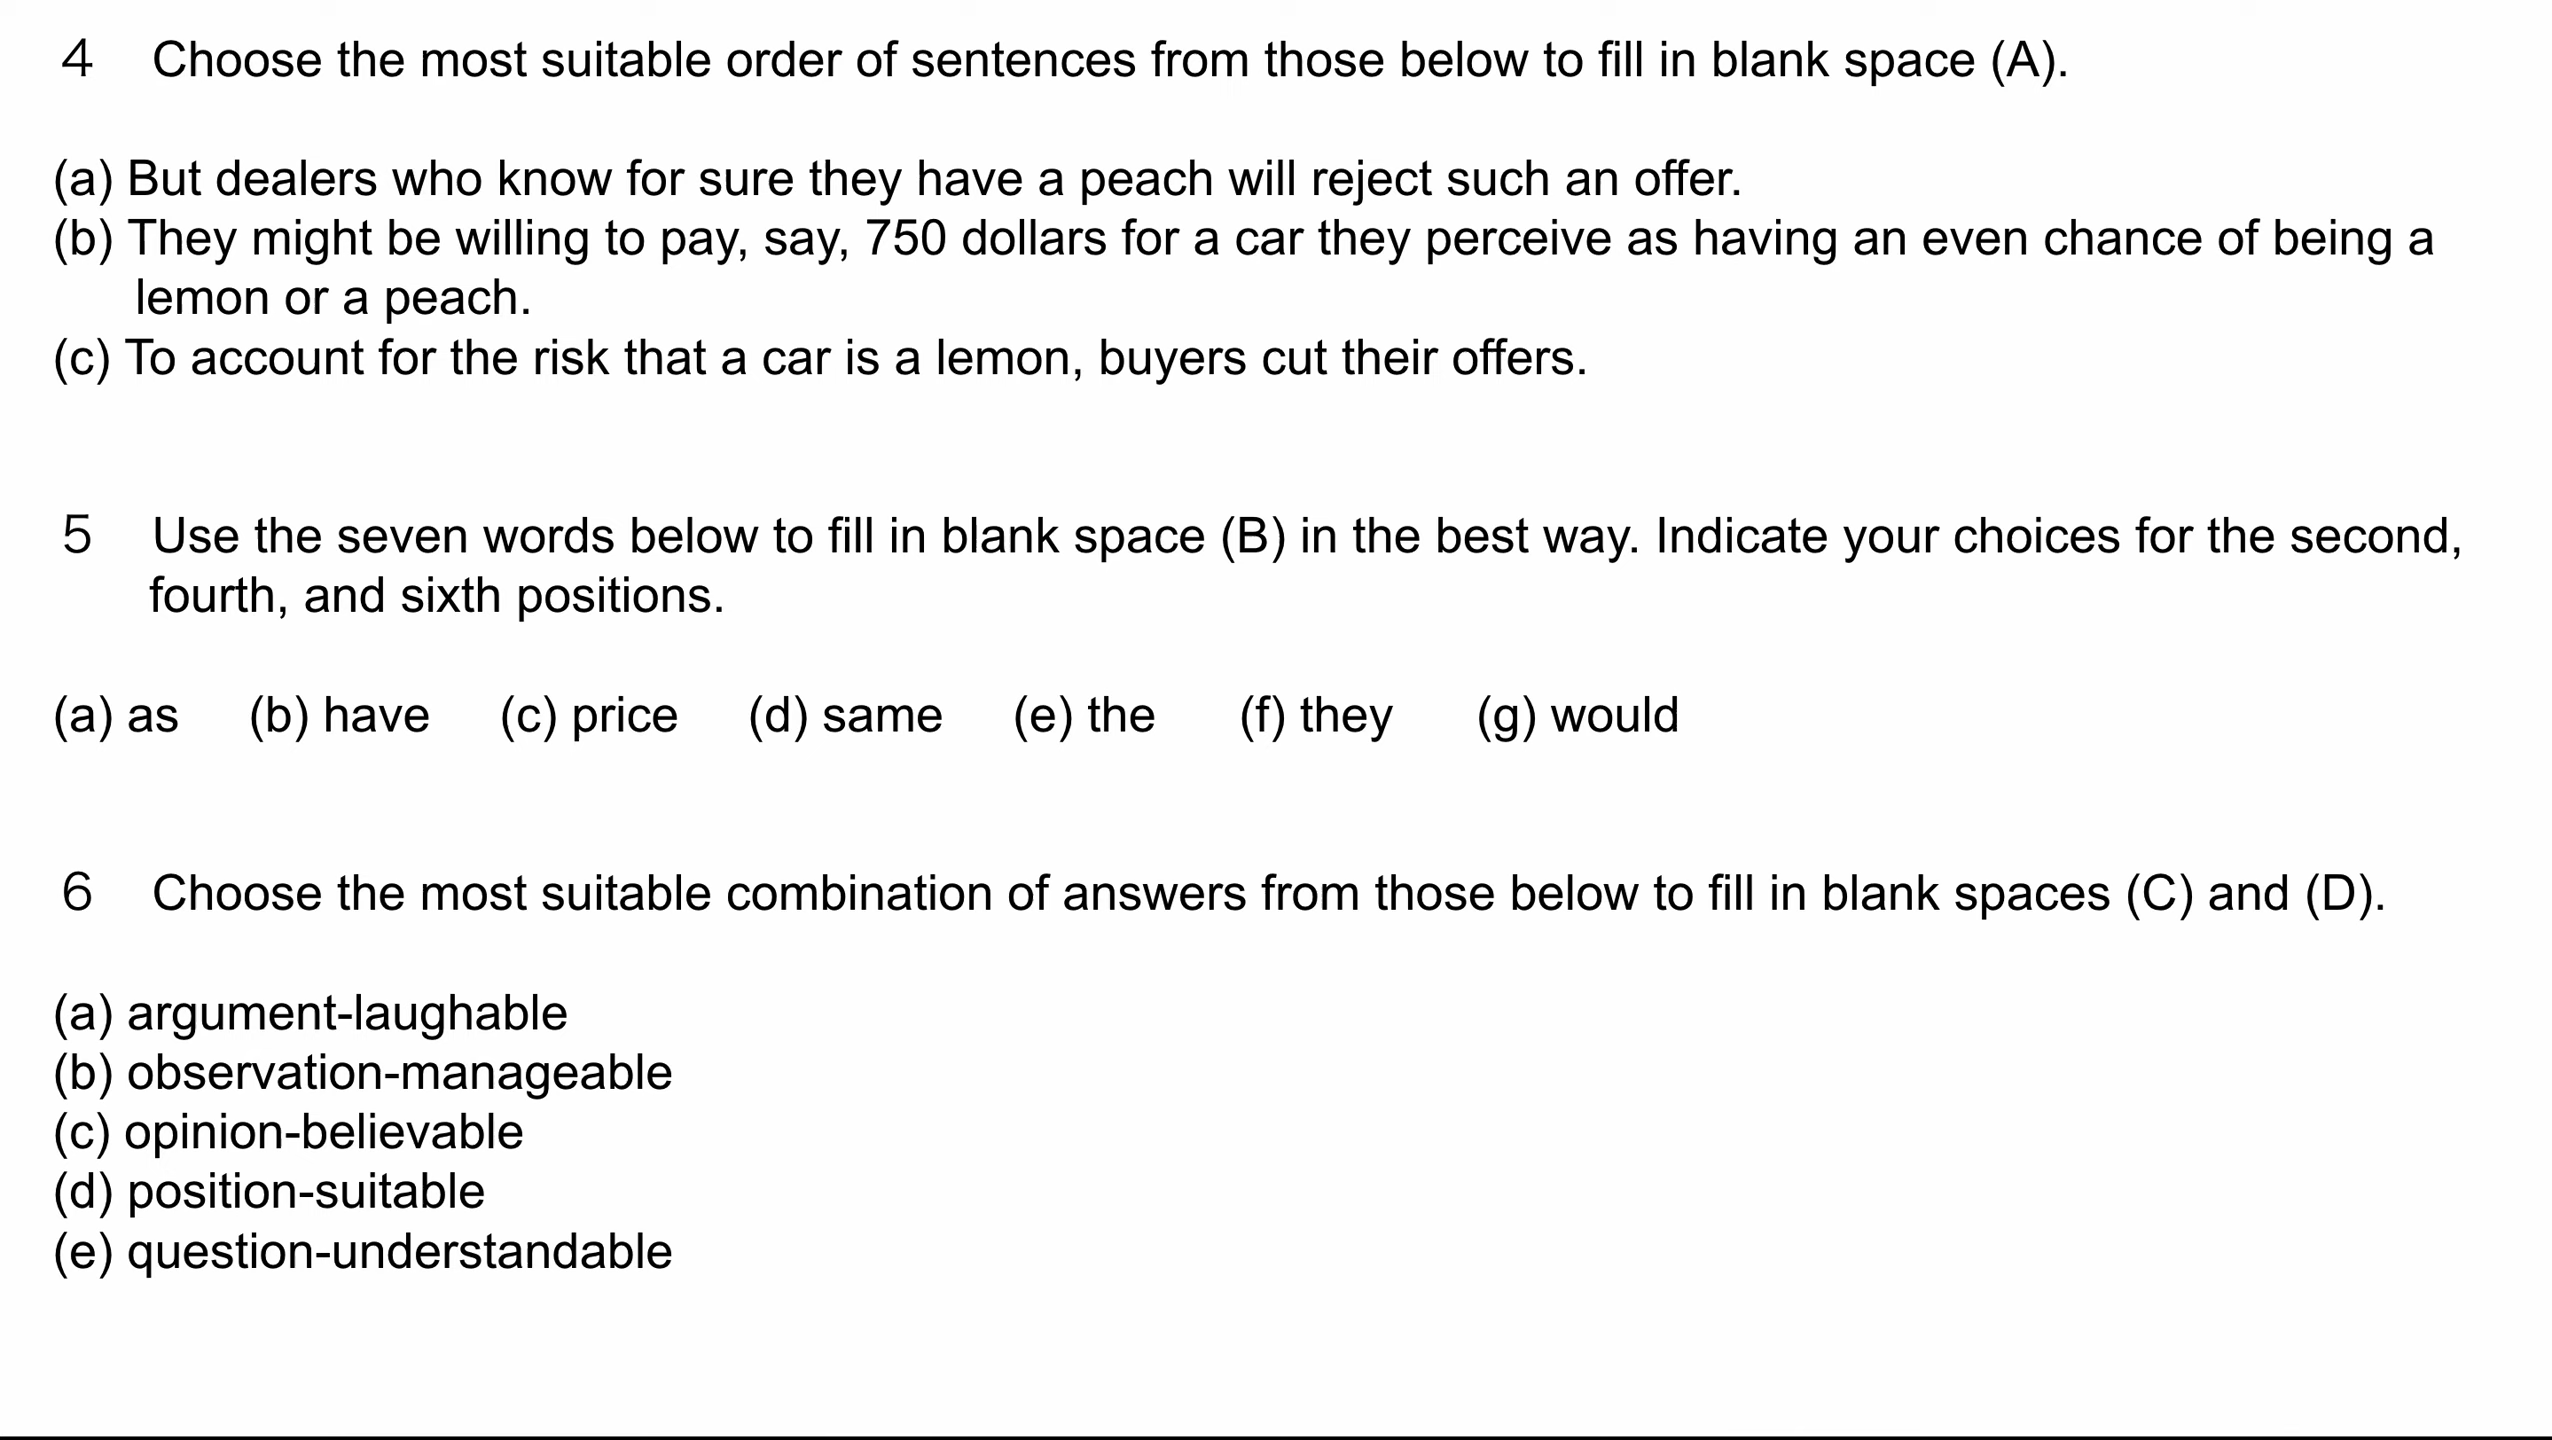 4 Choose the most suitable order of sentences from those below to fill in blank space (A).
(a) But dealers who know for sure they have a peach will reject such an offer.
(b) They might be willing to pay, say, 750 dollars for a car they perceive as having an even chance of being a
lemon or a peach.
(c) To account for the risk that a car is a lemon, buyers cut their offers.
5 Use the seven words below to fill in blank space (B) in the best way. Indicate your choices for the second,
fourth, and sixth positions.
(a) as (b) have (c) price (d) same (e) the (f) they (g) would
6 Choose the most suitable combination of answers from those below to fill in blank spaces (C) and (D).
(a) argument-laughable
(b) observation-manageable
(c) opinion-believable
(d) position-suitable
(e) question-understandable